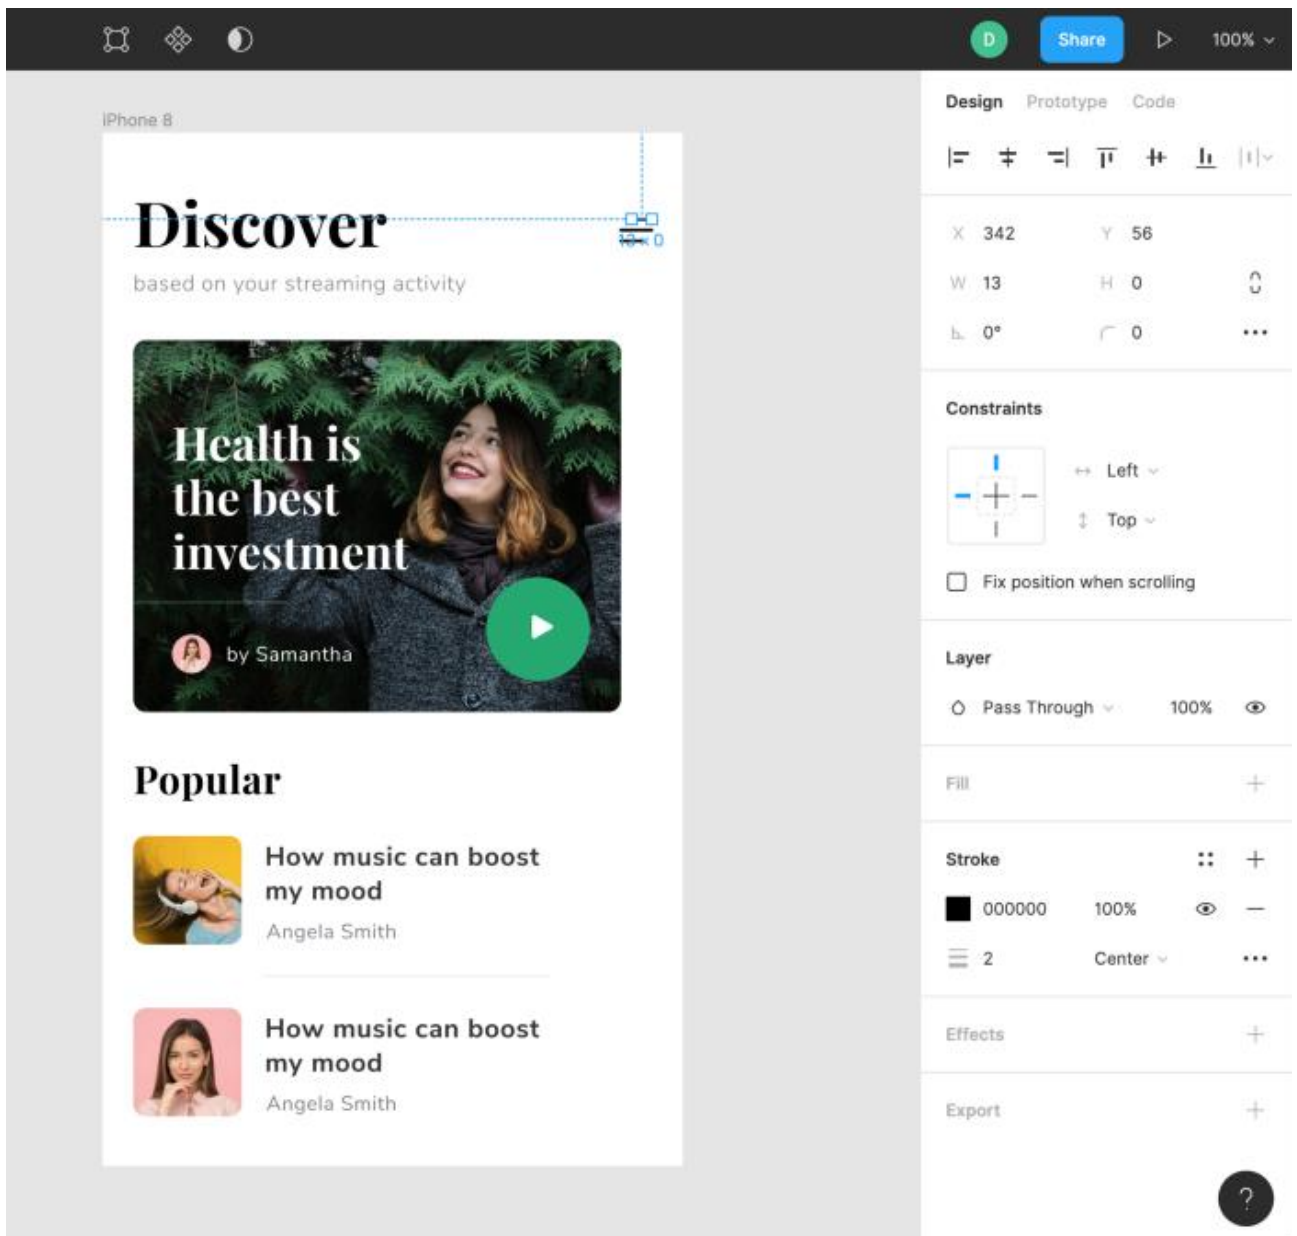 D
Share
100%
Design Prototype Code
iPhone 8
Discover
based on your streaming activity
13 × 0
Health is
the best
investment
by Samantha
Popular
How music can boost
my mood
Angela Smith
How music can boost
my mood
Angela Smith
X 342 Y 56
W 13 H 0
0° 0
Constraints
Left
Top
Fix position when scrolling
Layer
Pass Through 100%
Fill
Stroke
000000 100%
2 Center
Effects
Export
?